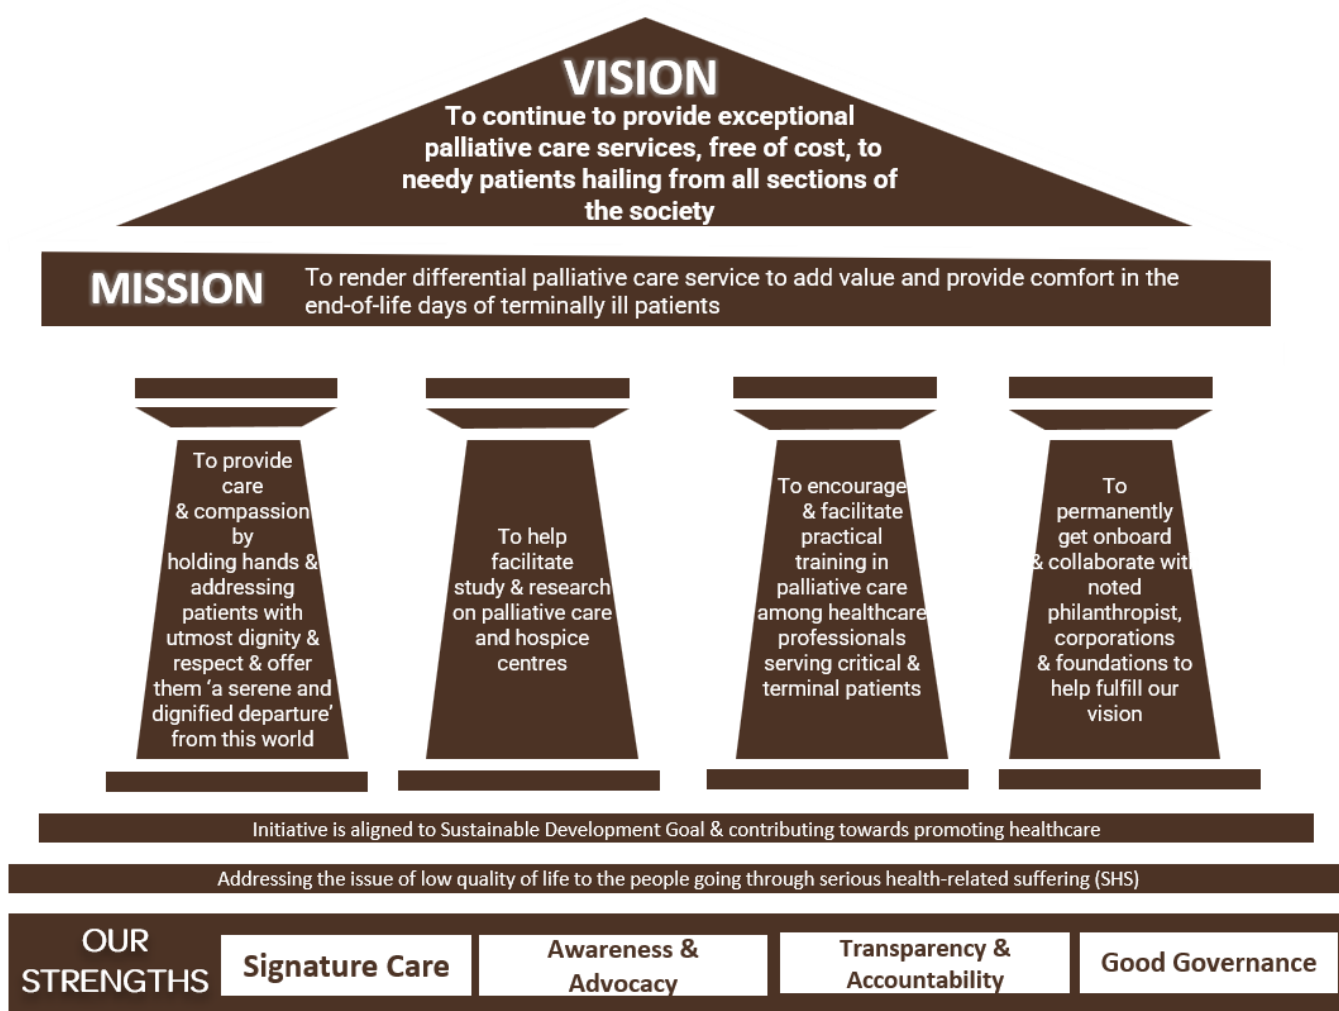 VISION
To continue to provide exceptional
palliative care services, free of cost, to
needy patients hailing from all sections of
the society
MISSION
To render differential palliative care service to add value and provide comfort in the
end-of-life days of terminally ill patients
To provide
care
& compassion
by
holding hands &
addressing
patients with
utmost dignity &
respect & offer
them ‘a serene and
dignified departure’
from this world
To help
facilitate
study & research
on palliative care
and hospice
centres
To encourage
& facilitate
practical
training in
palliative care
among healthcare
professionals
serving critical &
terminal patients
To
permanently
get onboard
& collaborate with
noted
philanthropist,
corporations
& foundations to
help fulfill our
vision
Initiative is aligned to Sustainable Development Goal & contributing towards promoting healthcare
Addressing the issue of low quality of life to the people going through serious health-related suffering (SHS)
OUR
STRENGTHS
Signature Care
Awareness &
Advocacy
Transparency &
Accountability
Good Governance